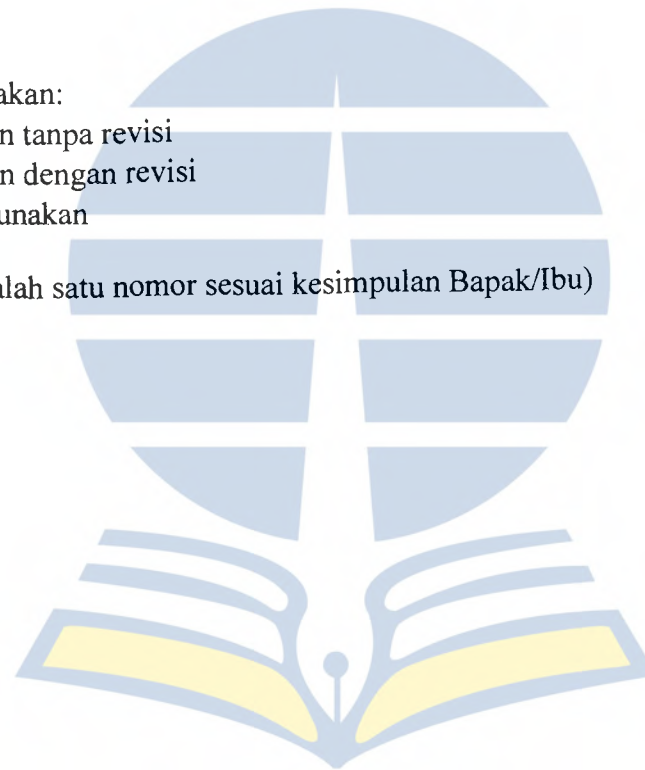 akan:
n tanpa revisi
n dengan revisi
unakan
alah satu nomor sesuai kesimpulan Bapak/Ibu)